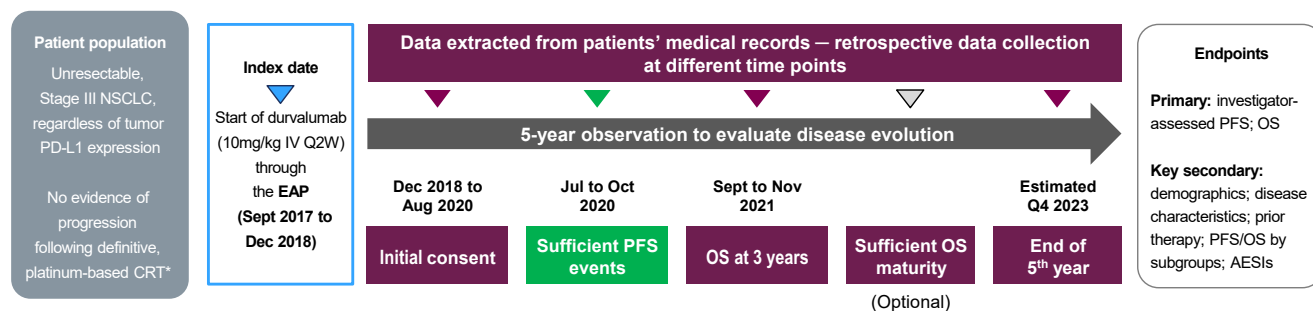 Patient population
Unresectable,
Stage III NSCLC,
regardless of tumor
PD-L1 expression
No evidence of
progression
following definitive,
platinum-based CRT*
Index date
Start of durvalumab
(10mg/kg IV Q2W)
through
the EAP
(Sept 2017 to
Dec 2018)
Data extracted from patients’ medical records — retrospective data collection
at different time points
5-year observation to evaluate disease evolution
Dec 2018 to
Aug 2020
Initial consent
Jul to Oct
2020
Sufficient PFS
events
Sept to Nov
2021
OS at 3 years
Sufficient OS
maturity
(Optional)
Estimated
Q4 2023
End of
5th year
Endpoints
Primary: investigator-
assessed PFS; OS
Key secondary:
demographics; disease
characteristics; prior
therapy; PFS/OS by
subgroups; AESIs